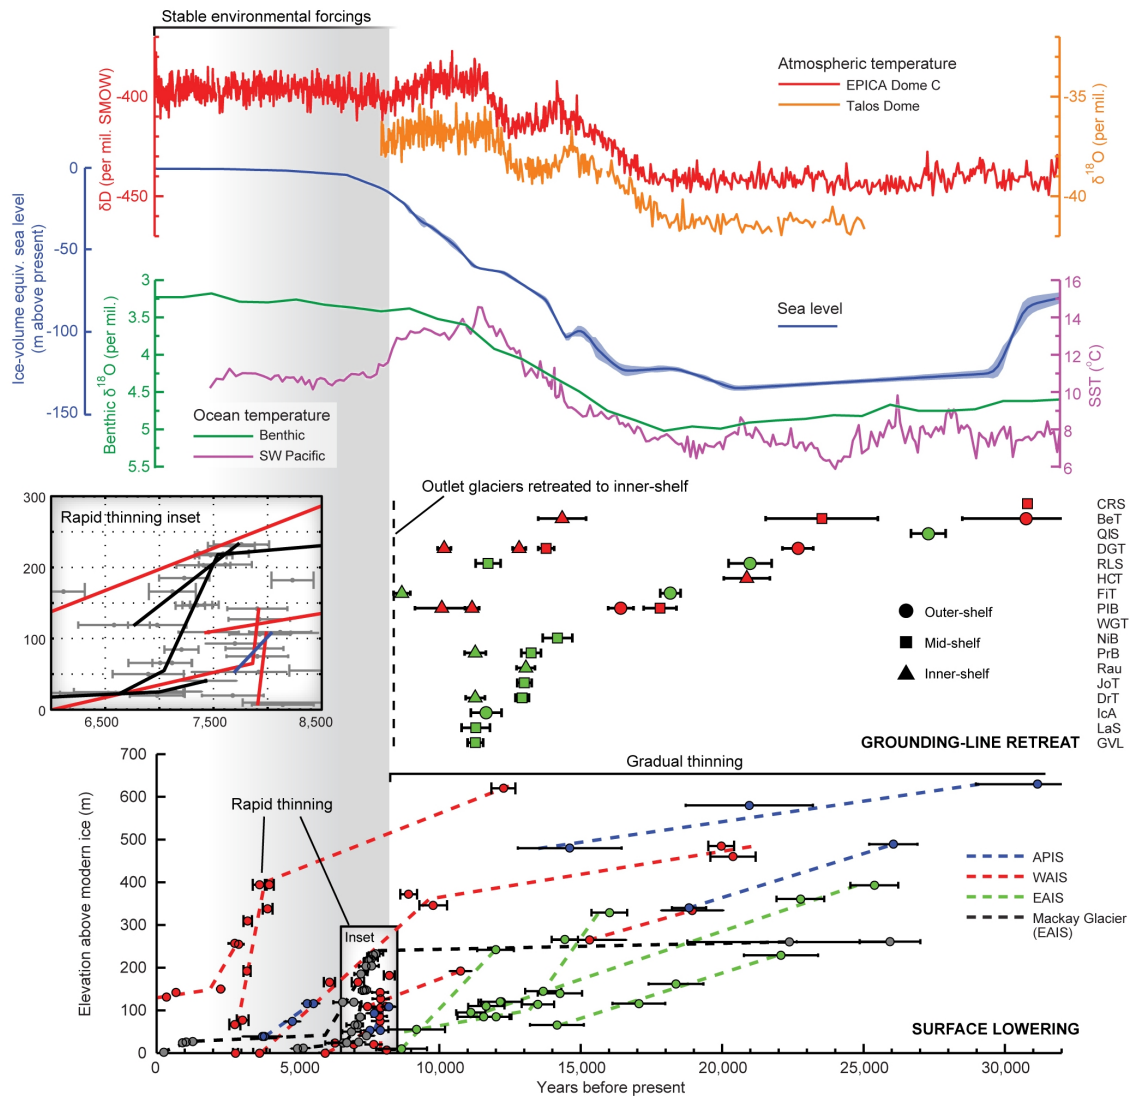 Stable environmental forcings
Atmospheric temperature
EPICA Dome C
Talos Dome
δD (per mil. SMOW)
-400
-450
δ18O (per mil.)
-35
-40
Ice-volume equiv. sea level
(m above present)
0
-50
-100
-150
Benthic δ18O (per mil.)
3
3.5
4
4.5
5
5.5
Sea level
SST (°C)
16
14
12
10
8
6
Ocean temperature
Benthic
SW Pacific
Outlet glaciers retreated to inner-shelf
Rapid thinning inset
300
200
100
0
6,500
7,500
8,500
CRS
BeT
QIS
DGT
RLS
HCT
FiT
PIB
WGT
NiB
PrB
Rau
JoT
DrT
IcA
LaS
GVL
Outer-shelf
Mid-shelf
Inner-shelf
GROUNDING-LINE RETREAT
Gradual thinning
Rapid thinning
Inset
Elevation above modern ice (m)
700
600
500
400
300
200
100
0
APIS
WAIS
EAIS
Mackay Glacier
(EAIS)
SURFACE LOWERING
0
5,000
10,000
15,000
20,000
25,000
30,000
Years before present